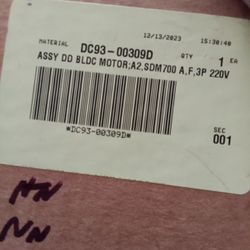 12/13/2023 15:30:40
MATERIAL DC93-00309D QTY 1 EA
ASSY DD BLDC MOTOR;A2,SDM700 A,F,3P 220V
SEC
001
*DC93-00309D*
NN
NN